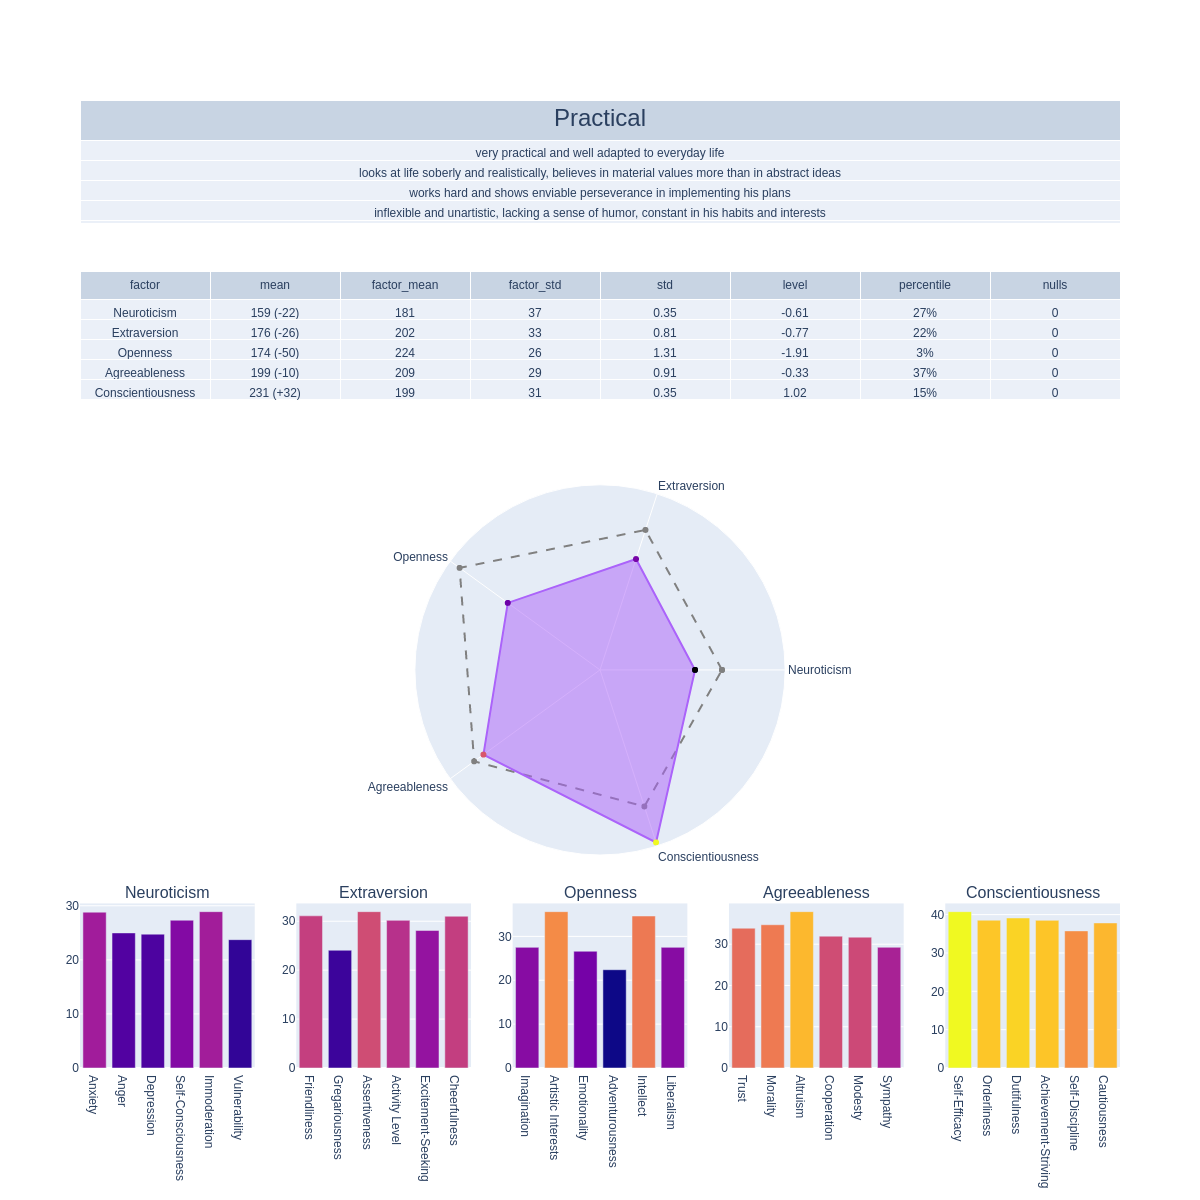 Practical
very practical and well adapted to everyday life
looks at life soberly and realistically, believes in material values more than in abstract ideas
works hard and shows enviable perseverance in implementing his plans
inflexible and unartistic, lacking a sense of humor, constant in his habits and interests
factor mean factor_mean factor_std std level percentile nulls
Neuroticism 159 (-22) 181 37 0.35 -0.61 27% 0
Extraversion 176 (-26) 202 33 0.81 -0.77 22% 0
Openness 174 (-50) 224 26 1.31 -1.91 3% 0
Agreeableness 199 (-10) 209 29 0.91 -0.33 37% 0
Conscientiousness 231 (+32) 199 31 0.35 1.02 15% 0
Extraversion
Openness
Neuroticism
Agreeableness
Conscientiousness
Neuroticism
30
20
10
0
Anxiety
Anger
Depression
Self-Consciousness
Immoderation
Vulnerability
Extraversion
30
20
10
0
Friendliness
Gregariousness
Assertiveness
Activity Level
Excitement-Seeking
Cheerfulness
Openness
30
20
10
0
Imagination
Artistic Interests
Emotionality
Adventurousness
Intellect
Liberalism
Agreeableness
30
20
10
0
Trust
Morality
Altruism
Cooperation
Modesty
Sympathy
Conscientiousness
40
30
20
10
0
Self-Efficacy
Orderliness
Dutifulness
Achievement-Striving
Self-Discipline
Cautiousness